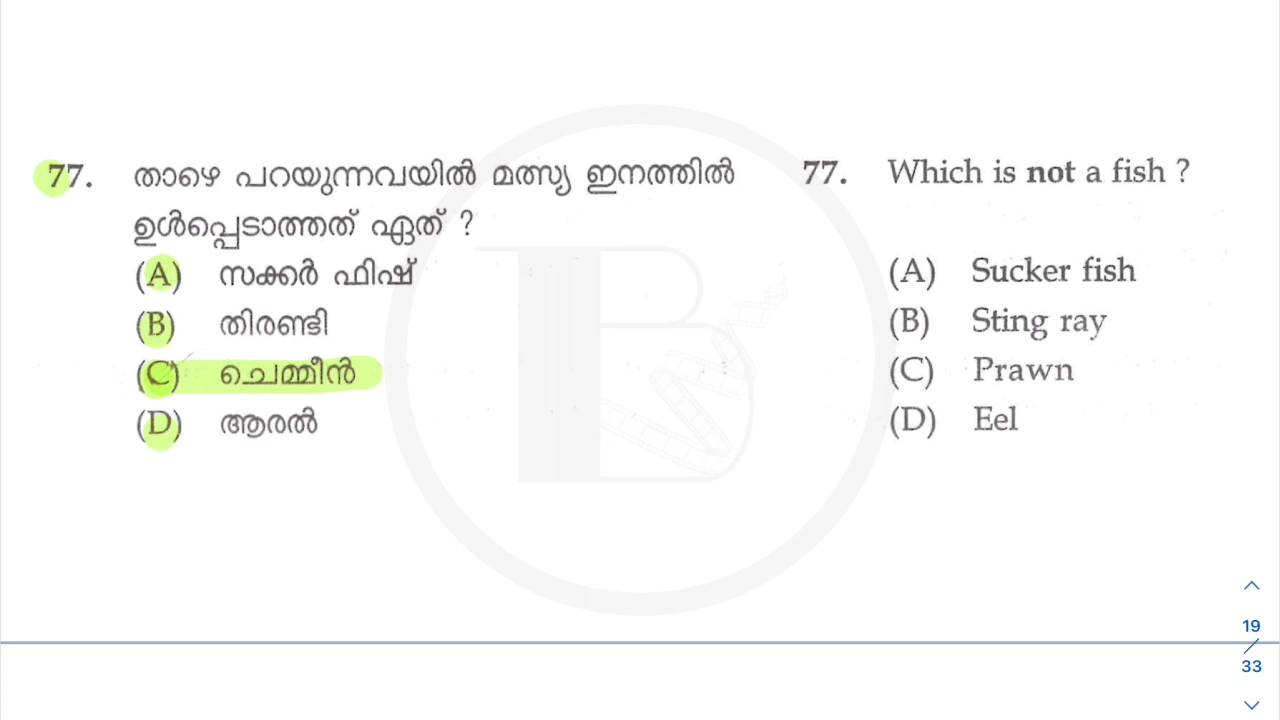 77. താഴെ പറയുന്നവയിൽ മത്സ്യ ഇനത്തിൽ
ഉൾപ്പെടാത്തത് ഏത് ?
(A) സക്കർ ഫിഷ്
(B) തിരണ്ടി
(C) ചെമ്മീൻ
(D) ആരൽ
77. Which is not a fish ?
(A) Sucker fish
(B) Sting ray
(C) Prawn
(D) Eel
19
33